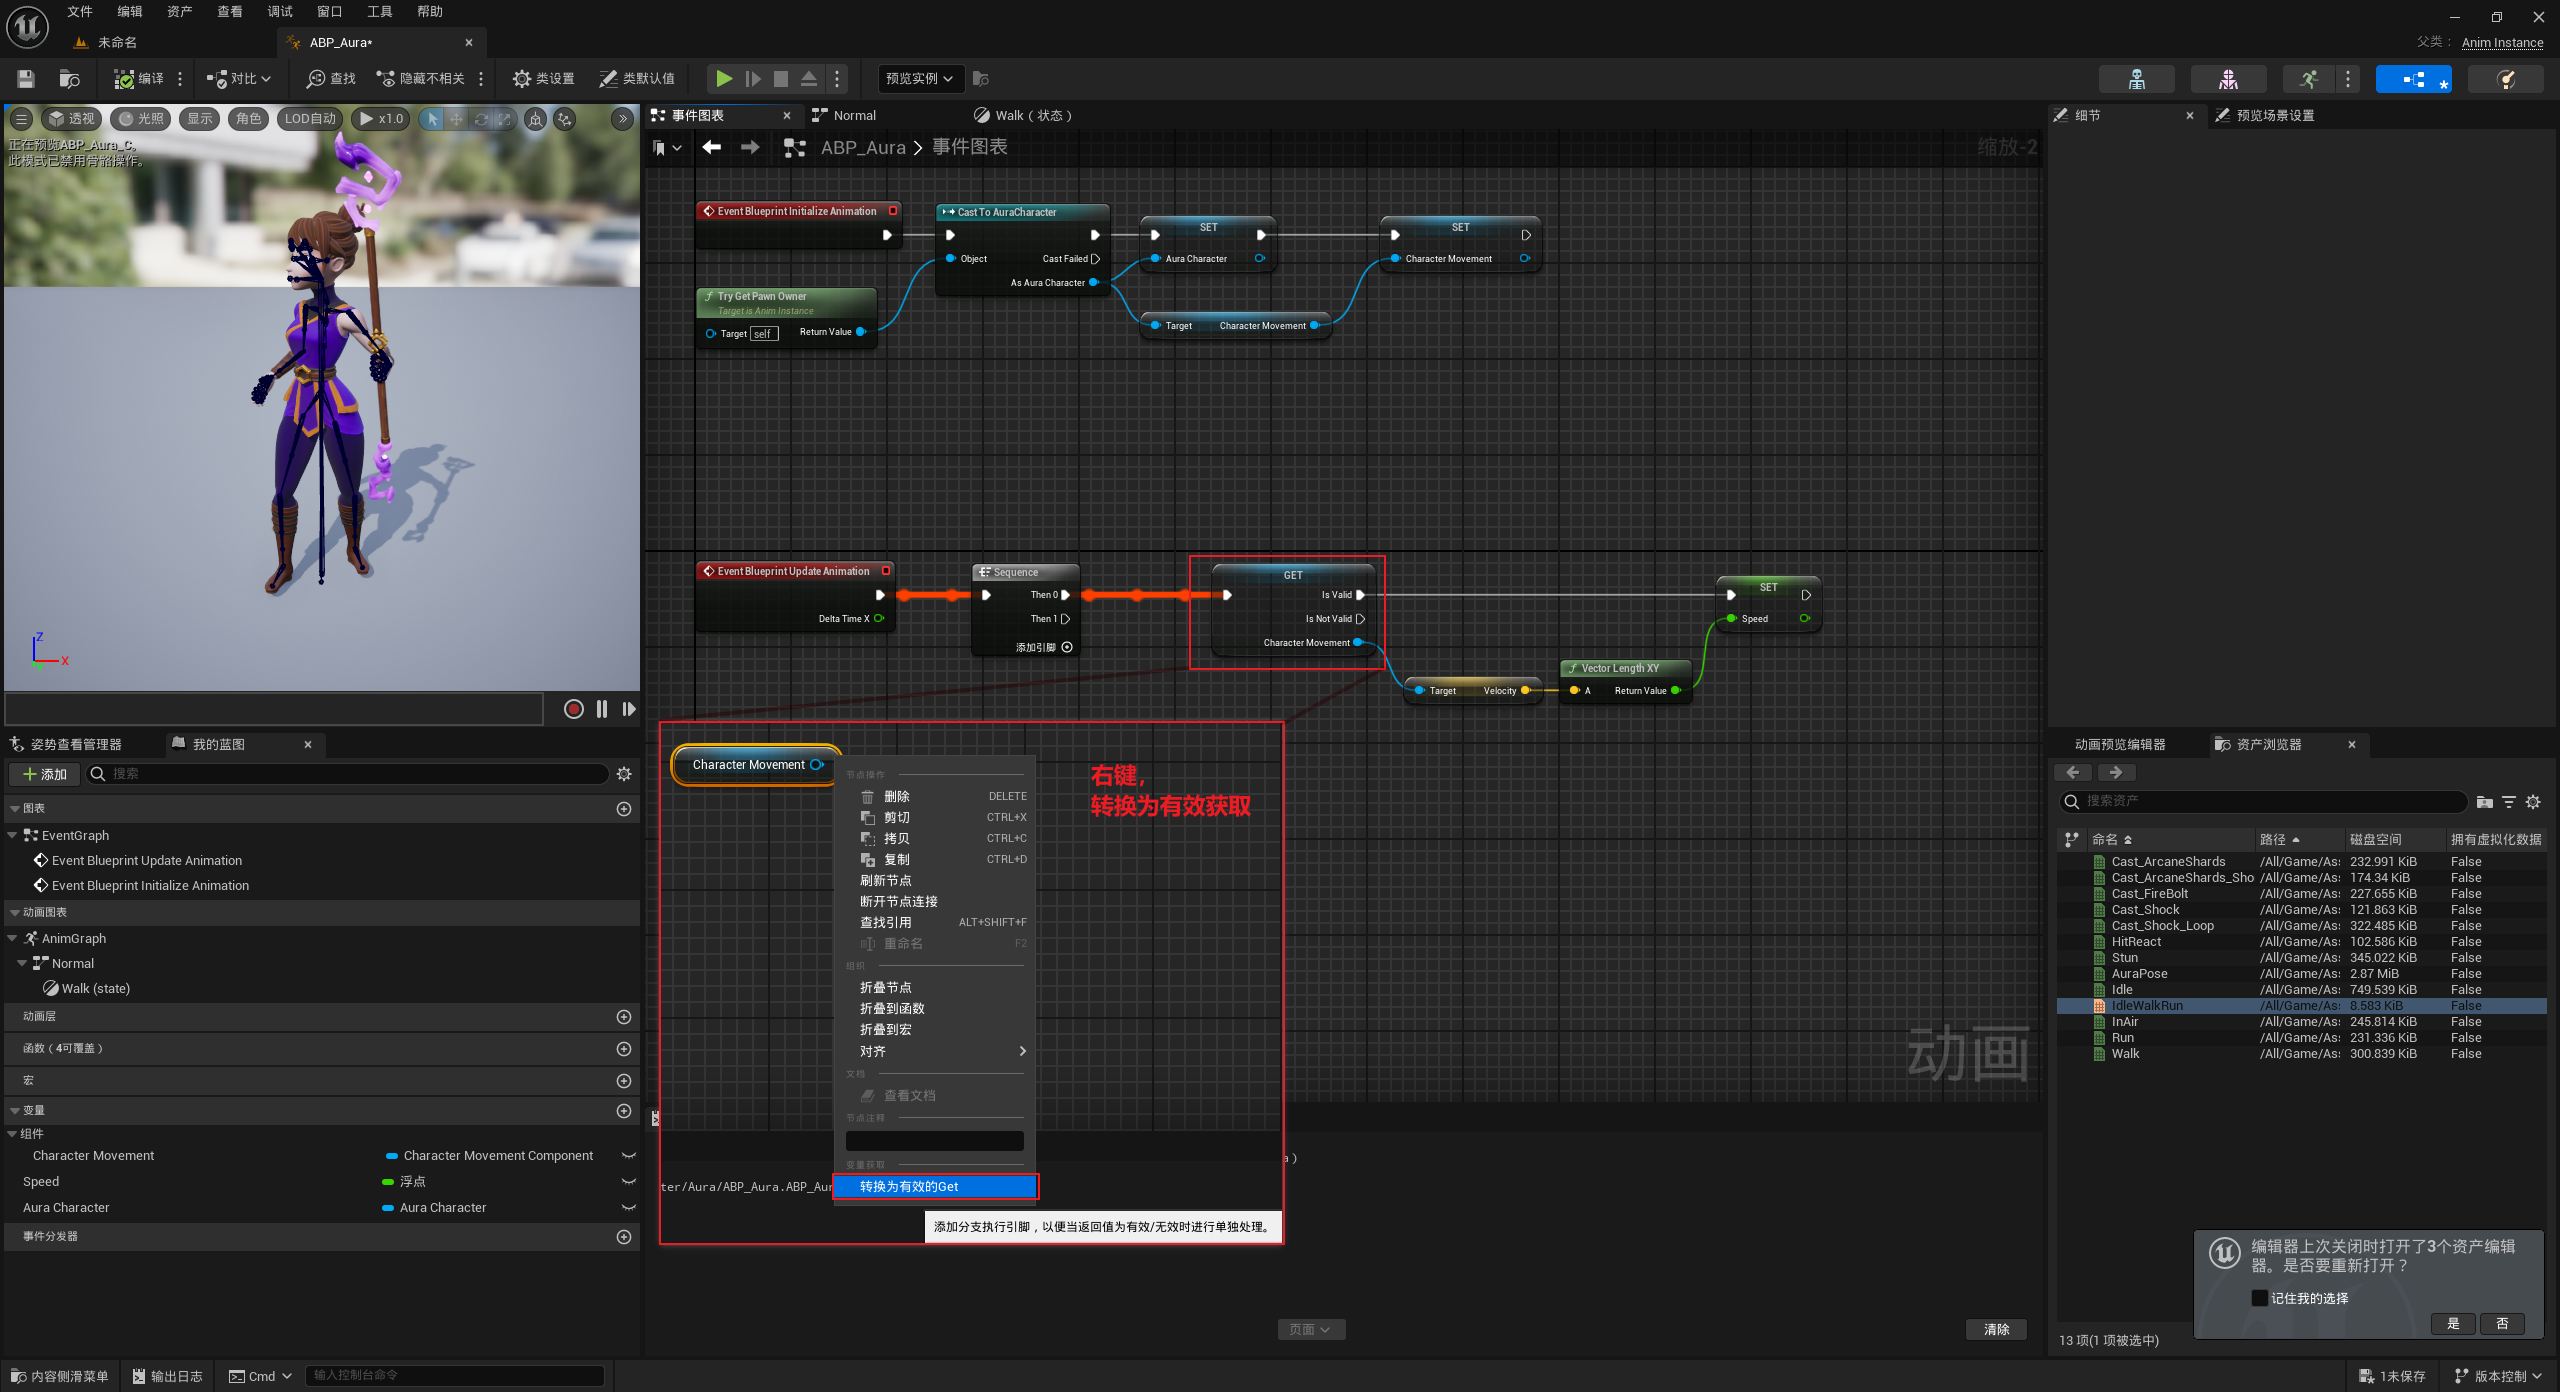 文件 编辑 资产 查看 调试 窗口 工具 帮助
未命名
ABP_Aura*
父类： Anim Instance
编译 对比 查找 隐藏不相关 类设置 类默认值 预览实例
透视 光照 显示 角色 LOD自动 x1.0
正在预览ABP_Aura_C。
此模式已禁用骨骼操作。
Z
X
事件图表
Normal
Walk（状态）
ABP_Aura 事件图表
缩放-2
Event Blueprint Initialize Animation
Cast To AuraCharacter
Object
Cast Failed
As Aura Character
Try Get Pawn Owner
Target is Anim Instance
Target self Return Value
SET
Aura Character
Target Character Movement
SET
Character Movement
Event Blueprint Update Animation
Delta Time X
Sequence
Then 0
Then 1
添加引脚
GET
Is Valid
Is Not Valid
Character Movement
Target Velocity
Vector Length XY
A Return Value
SET
Speed
动画
Character Movement
右键，
转换为有效获取
节点操作
删除 DELETE
剪切 CTRL+X
拷贝 CTRL+C
复制 CTRL+D
刷新节点
断开节点连接
查找引用 ALT+SHIFT+F
重命名 F2
组织
折叠节点
折叠到函数
折叠到宏
对齐
文档
查看文档
节点注释
变量获取
转换为有效的Get
添加分支执行引脚，以便当返回值为有效/无效时进行单独处理。
ter/Aura/ABP_Aura.ABP_Aur
a)
页面
清除
姿势查看管理器
我的蓝图
添加
搜索
图表
EventGraph
Event Blueprint Update Animation
Event Blueprint Initialize Animation
动画图表
AnimGraph
Normal
Walk (state)
动画层
函数（4可覆盖）
宏
变量
组件
Character Movement Character Movement Component
Speed 浮点
Aura Character Aura Character
事件分发器
细节
预览场景设置
动画预览编辑器
资产浏览器
搜索资产
命名 路径 磁盘空间 拥有虚拟化数据
Cast_ArcaneShards /All/Game/As: 232.991 KiB False
Cast_ArcaneShards_Sho /All/Game/As: 174.34 KiB False
Cast_FireBolt /All/Game/As: 227.655 KiB False
Cast_Shock /All/Game/As: 121.863 KiB False
Cast_Shock_Loop /All/Game/As: 322.485 KiB False
HitReact /All/Game/As: 102.586 KiB False
Stun /All/Game/As: 345.022 KiB False
AuraPose /All/Game/As: 2.87 MiB False
Idle /All/Game/As: 749.539 KiB False
IdleWalkRun /All/Game/As: 8.583 KiB False
InAir /All/Game/As: 245.814 KiB False
Run /All/Game/As: 231.336 KiB False
Walk /All/Game/As: 300.839 KiB False
编辑器上次关闭时打开了3个资产编辑
器。是否要重新打开？
记住我的选择
是 否
13 项(1 项被选中)
内容侧滑菜单 输出日志 Cmd 输入控制台命令
1未保存 版本控制